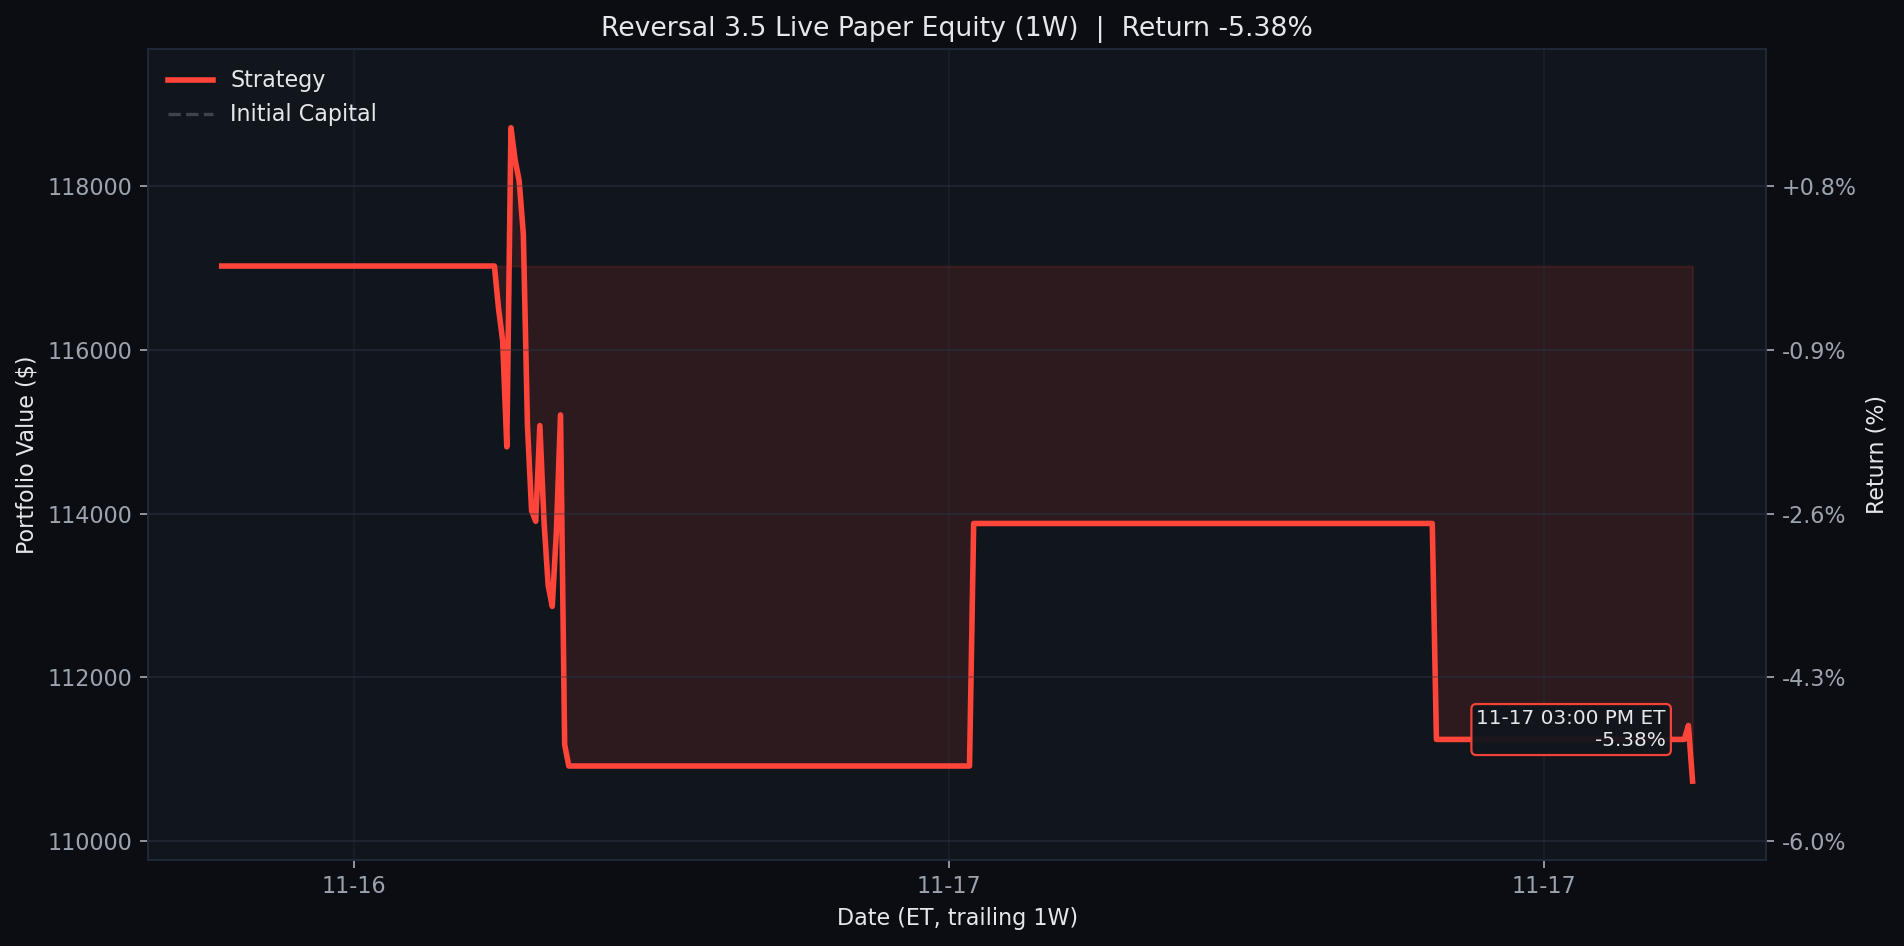 Reversal 3.5 Live Paper Equity (1W)  |  Return -5.38%
Strategy
Initial Capital
Portfolio Value ($)
118000
116000
114000
112000
110000
+0.8%
-0.9%
-2.6%
-4.3%
-6.0%
Return (%)
11-17 03:00 PM ET
-5.38%
11-16
11-17
11-17
Date (ET, trailing 1W)